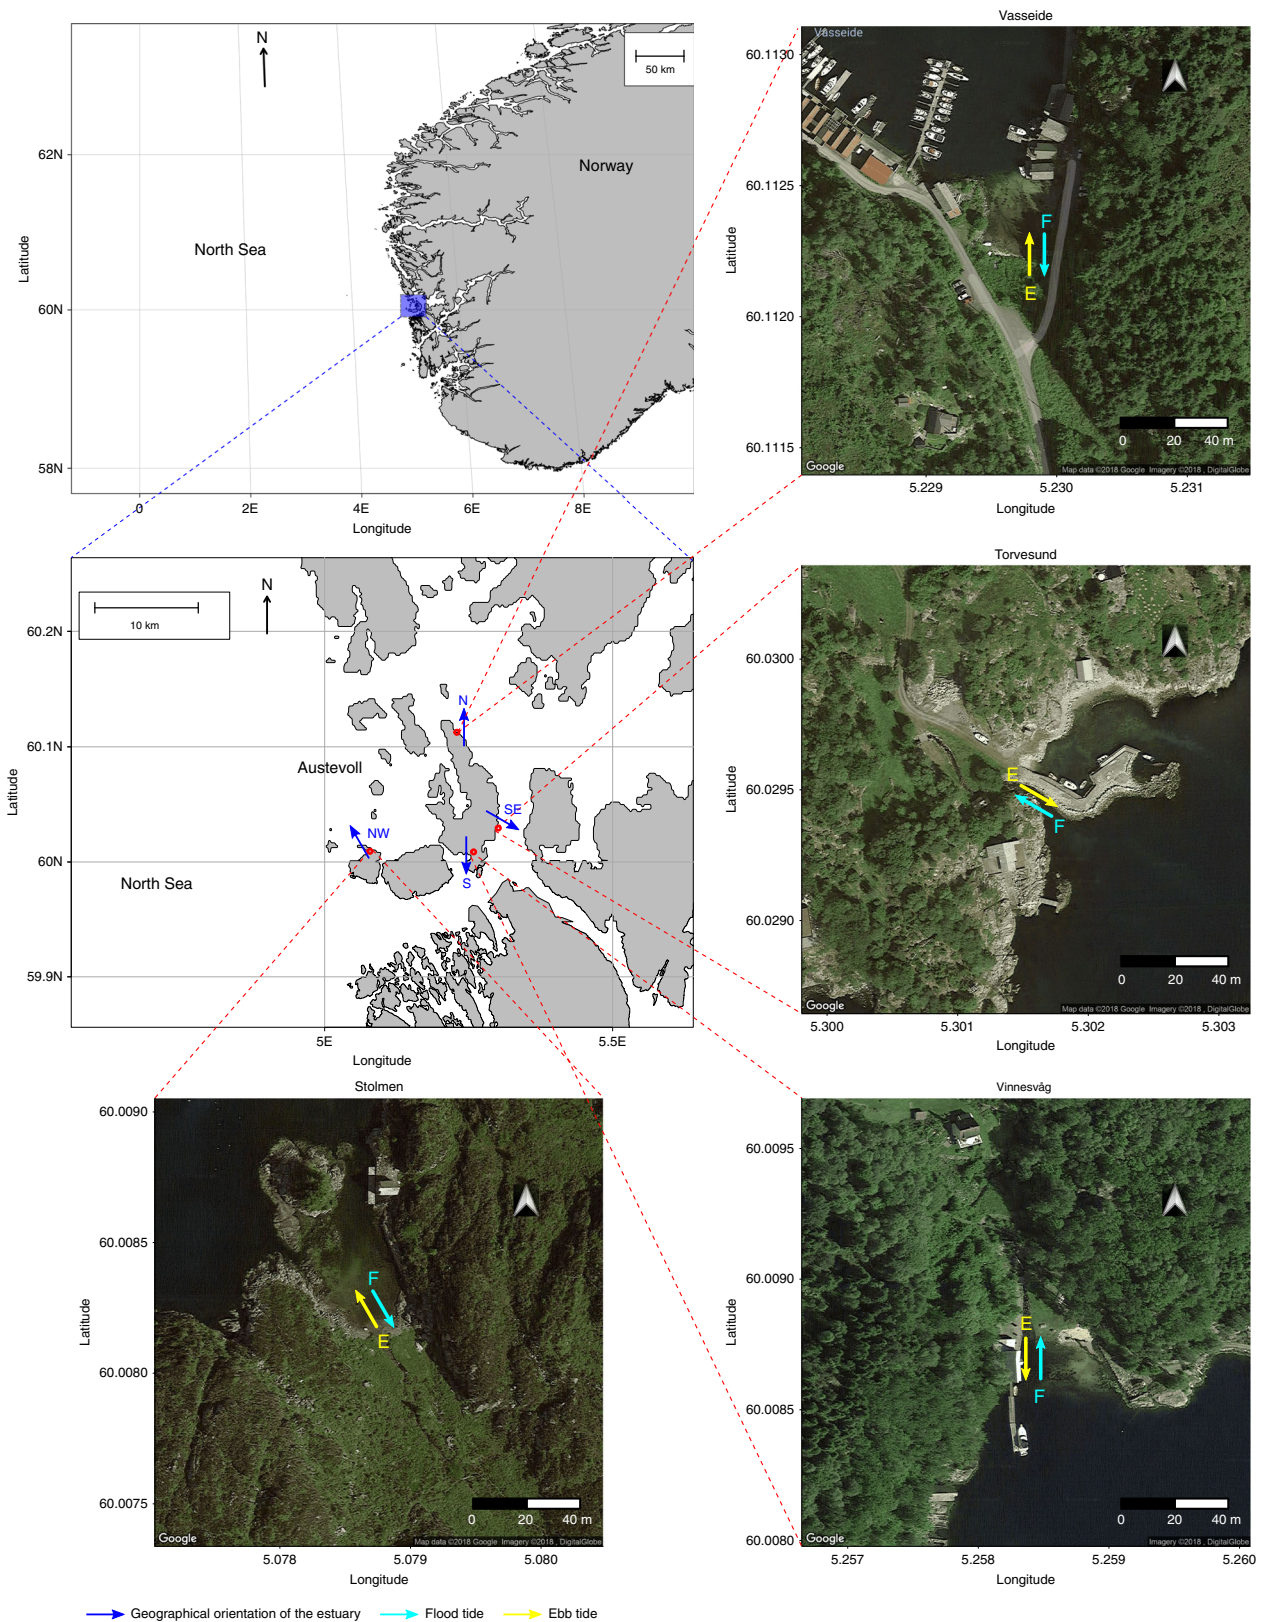 N
50 km
62N
60N
58N
Latitude
Norway
North Sea
0
2E
4E
6E
8E
Longitude
Vasseide
Vasseide
60.1130
60.1125
60.1120
60.1115
Latitude
F
E
0 20 40 m
Google
Map data ©2018 Google Imagery ©2018 , DigitalGlobe
5.229
5.230
5.231
Longitude
N
10 km
60.2N
60.1N
60N
59.9N
Latitude
N
Austevoll
SE
NW
S
North Sea
5E
5.5E
Longitude
Torvesund
60.0300
60.0295
60.0290
Latitude
E
F
0 20 40 m
Google
Map data ©2018 Google Imagery ©2018 , DigitalGlobe
5.300
5.301
5.302
5.303
Longitude
Stolmen
60.0090
60.0085
60.0080
60.0075
Latitude
F
E
0 20 40 m
Google
Map data ©2018 Google Imagery ©2018 , DigitalGlobe
5.078
5.079
5.080
Longitude
Vinnesvåg
60.0095
60.0090
60.0085
60.0080
Latitude
E
F
0 20 40 m
Google
Map data ©2018 Google Imagery ©2018 , DigitalGlobe
5.257
5.258
5.259
5.260
Longitude
Geographical orientation of the estuary
Flood tide
Ebb tide